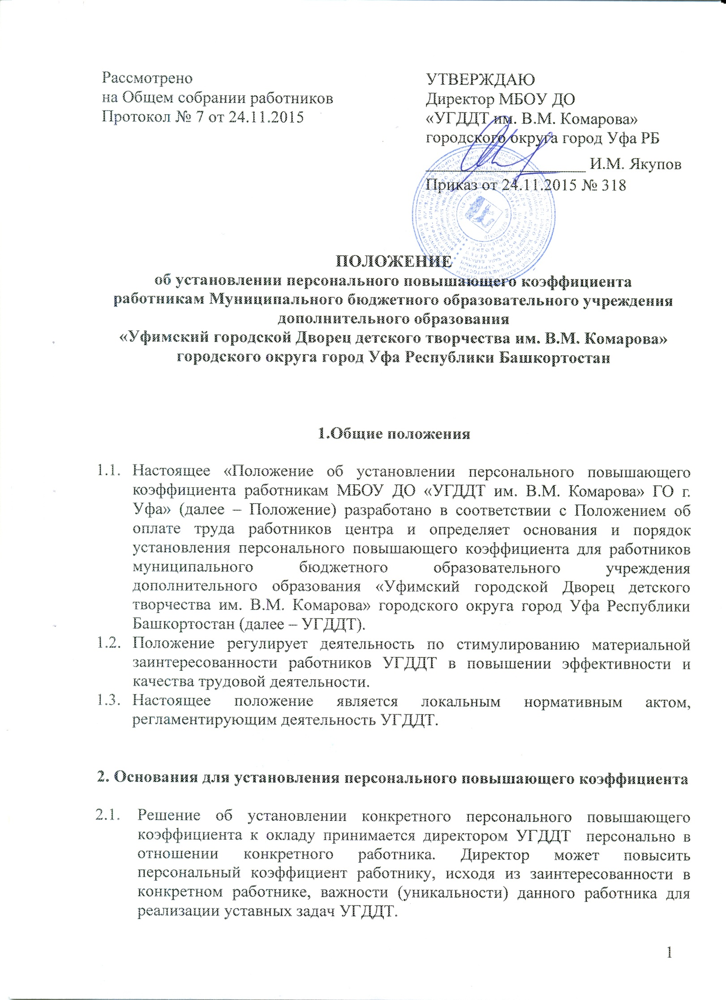 Рассмотрено
на Общем собрании работников
Протокол № 7 от 24.11.2015
УТВЕРЖДАЮ
Директор МБОУ ДО
«УГДДТ им. В.М. Комарова»
городского округа город Уфа РБ
____________________ И.М. Якупов
Приказ от 24.11.2015 № 318
ПОЛОЖЕНИЕ
об установлении персонального повышающего коэффициента
работникам Муниципального бюджетного образовательного учреждения
дополнительного образования
«Уфимский городской Дворец детского творчества им. В.М. Комарова»
городского округа город Уфа Республики Башкортостан
1.Общие положения
1.1. Настоящее «Положение об установлении персонального повышающего
коэффициента работникам МБОУ ДО «УГДДТ им. В.М. Комарова» ГО г.
Уфа» (далее – Положение) разработано в соответствии с Положением об
оплате труда работников центра и определяет основания и порядок
установления персонального повышающего коэффициента для работников
муниципального бюджетного образовательного учреждения
дополнительного образования «Уфимский городской Дворец детского
творчества им. В.М. Комарова» городского округа город Уфа Республики
Башкортостан (далее – УГДДТ).
1.2. Положение регулирует деятельность по стимулированию материальной
заинтересованности работников УГДДТ в повышении эффективности и
качества трудовой деятельности.
1.3. Настоящее положение является локальным нормативным актом,
регламентирующим деятельность УГДДТ.
2. Основания для установления персонального повышающего коэффициента
2.1. Решение об установлении конкретного персонального повышающего
коэффициента к окладу принимается директором УГДДТ персонально в
отношении конкретного работника. Директор может повысить
персональный коэффициент работнику, исходя из заинтересованности в
конкретном работнике, важности (уникальности) данного работника для
реализации уставных задач УГДДТ.
1